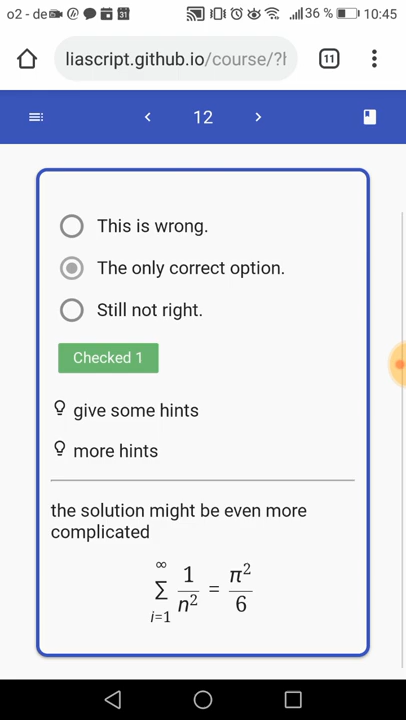 o2 - de 31 36 % 10:45
liascript.github.io/course/?h 11
12
This is wrong.
The only correct option.
Still not right.
Checked 1
give some hints
more hints
the solution might be even more
complicated
∞
∑ 1/n² = π²/6
i=1